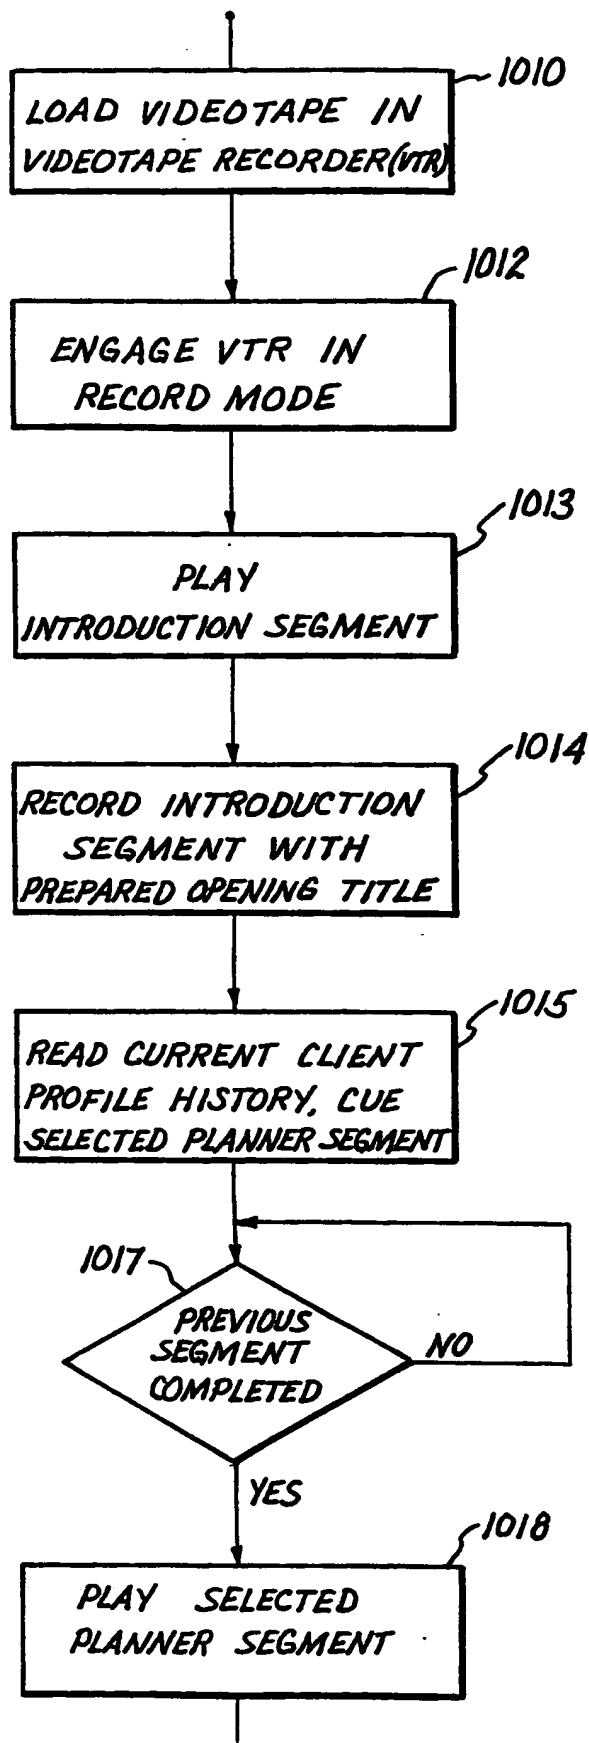 1010
LOAD VIDEOTAPE IN
VIDEOTAPE RECORDER (VTR)
1012
ENGAGE VTR IN
RECORD MODE
1013
PLAY
INTRODUCTION SEGMENT
1014
RECORD INTRODUCTION
SEGMENT WITH
PREPARED OPENING TITLE
1015
READ CURRENT CLIENT
PROFILE HISTORY, CUE
SELECTED PLANNER SEGMENT
1017
PREVIOUS
SEGMENT
COMPLETED
NO
YES
1018
PLAY SELECTED
PLANNER SEGMENT